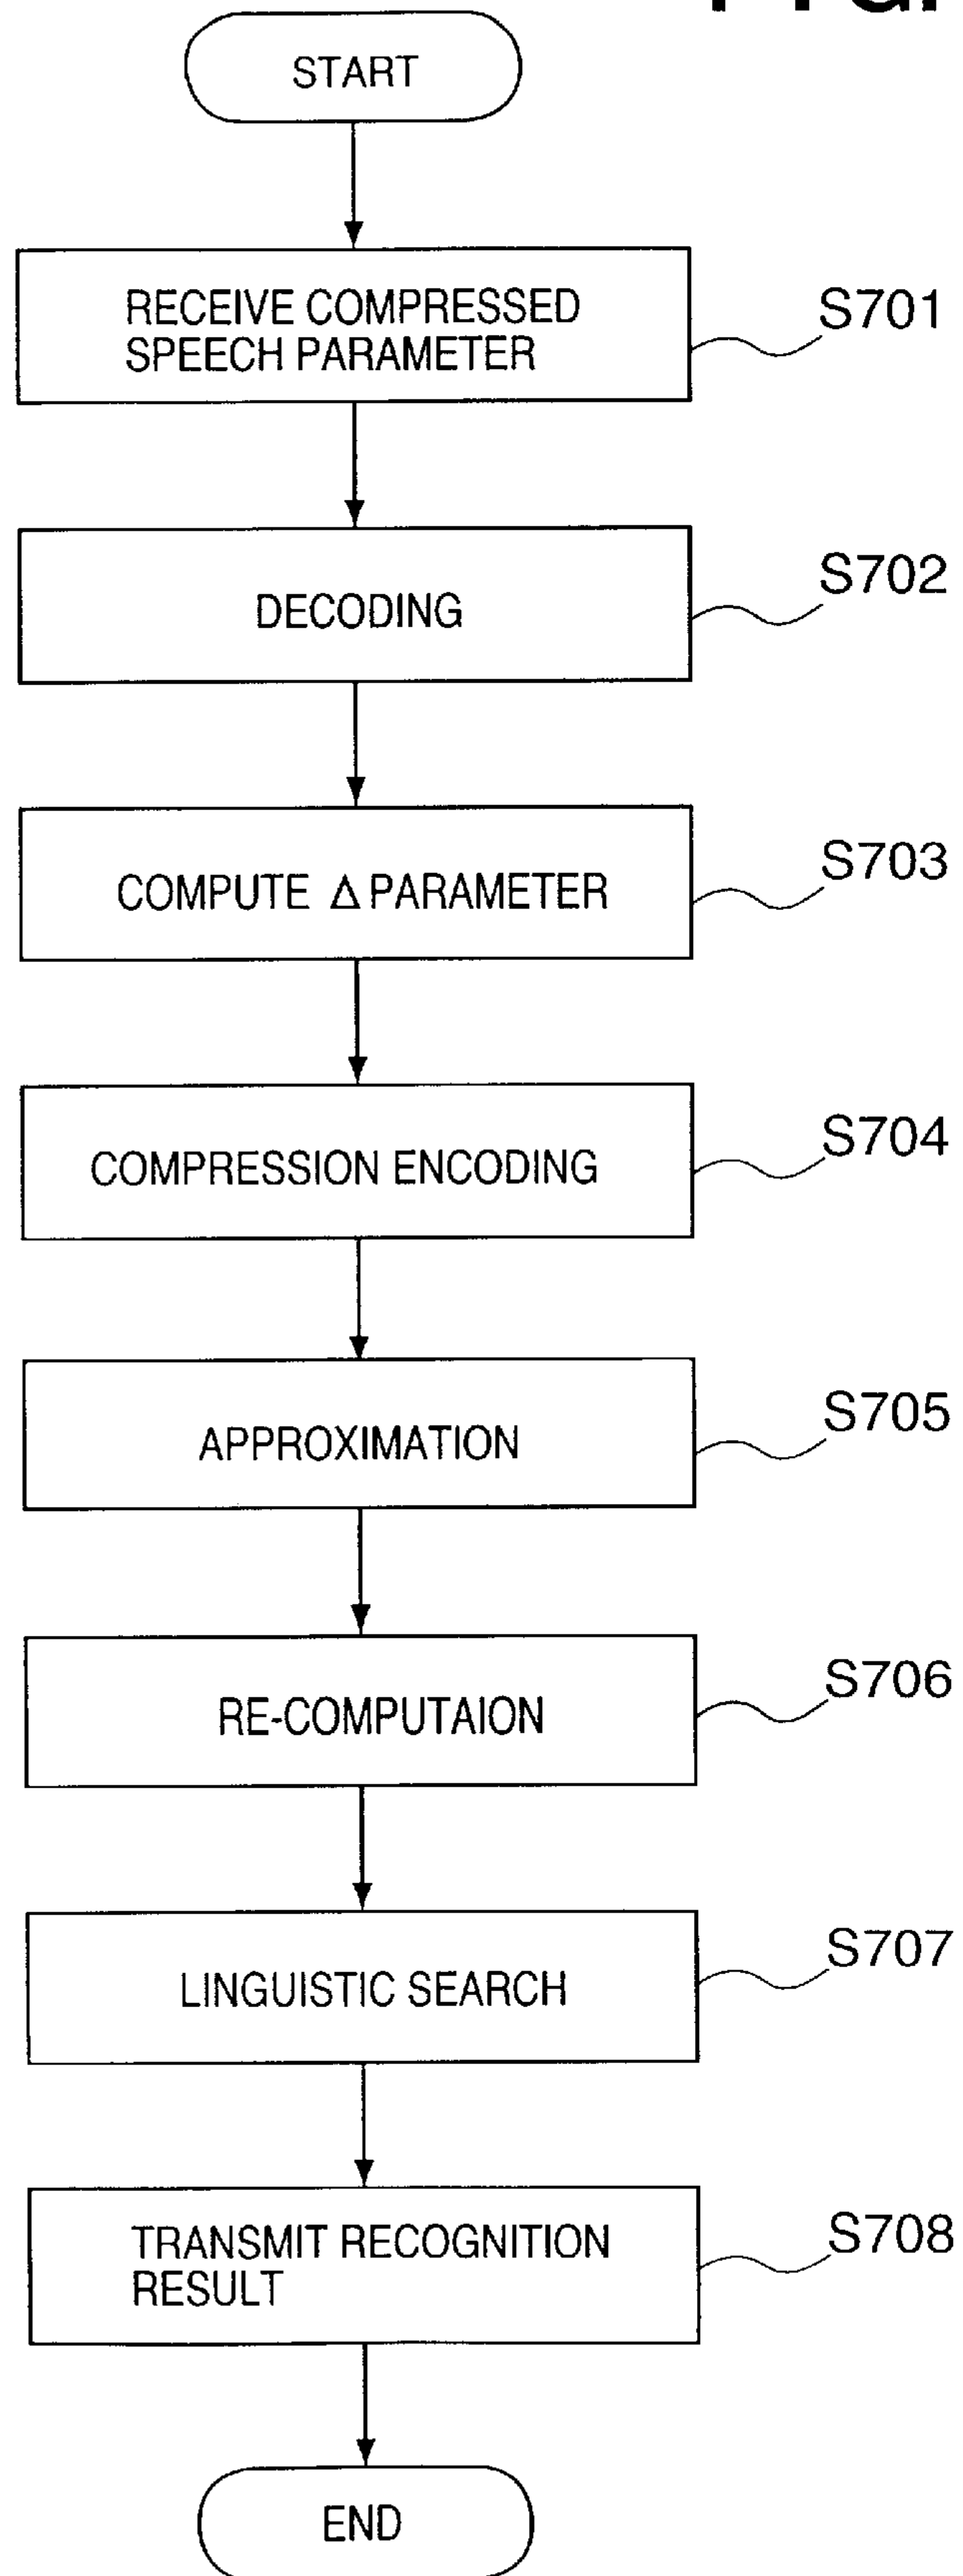 START
RECEIVE COMPRESSED
SPEECH PARAMETER
S701
DECODING
S702
COMPUTE Δ PARAMETER
S703
COMPRESSION ENCODING
S704
APPROXIMATION
S705
RE-COMPUTAION
S706
LINGUISTIC SEARCH
S707
TRANSMIT RECOGNITION
RESULT
S708
END